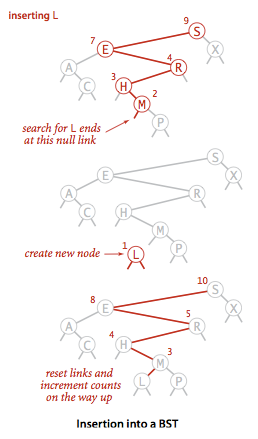 inserting L
9
S
7
E
X
4
A
R
3
H
C
2
M
P
search for L ends
at this null link
S
E
X
A
R
C
H
M
P
create new node
1
L
10
S
8
E
X
5
A
R
4
C
H
3
M
L
P
reset links and
increment counts
on the way up
Insertion into a BST